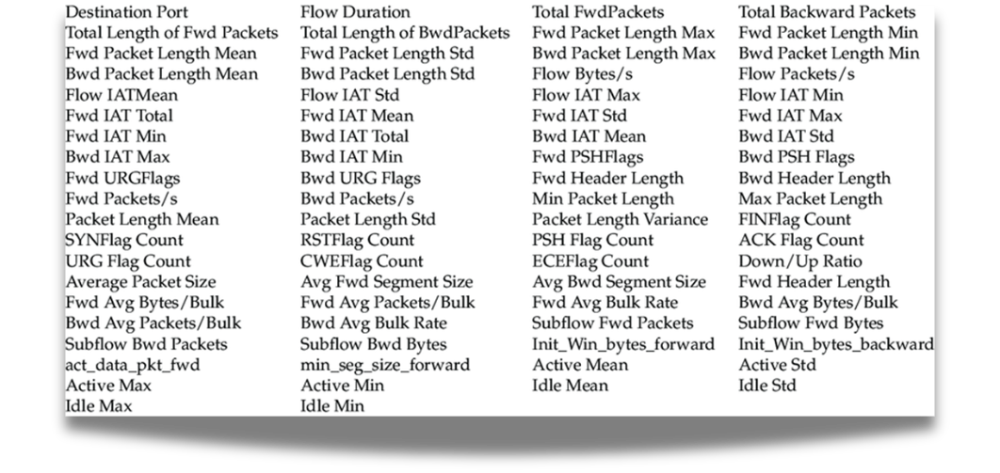 Destination Port Flow Duration Total FwdPackets Total Backward Packets
Total Length of Fwd Packets Total Length of BwdPackets Fwd Packet Length Max Fwd Packet Length Min
Fwd Packet Length Mean Fwd Packet Length Std Bwd Packet Length Max Bwd Packet Length Min
Bwd Packet Length Mean Bwd Packet Length Std Flow Bytes/s Flow Packets/s
Flow IATMean Flow IAT Std Flow IAT Max Flow IAT Min
Fwd IAT Total Fwd IAT Mean Fwd IAT Std Fwd IAT Max
Fwd IAT Min Bwd IAT Total Bwd IAT Mean Bwd IAT Std
Bwd IAT Max Bwd IAT Min Fwd PSHFlags Bwd PSH Flags
Fwd URGFlags Bwd URG Flags Fwd Header Length Bwd Header Length
Fwd Packets/s Bwd Packets/s Min Packet Length Max Packet Length
Packet Length Mean Packet Length Std Packet Length Variance FINFlag Count
SYNFlag Count RSTFlag Count PSH Flag Count ACK Flag Count
URG Flag Count CWEFlag Count ECEFlag Count Down/Up Ratio
Average Packet Size Avg Fwd Segment Size Avg Bwd Segment Size Fwd Header Length
Fwd Avg Bytes/Bulk Fwd Avg Packets/Bulk Fwd Avg Bulk Rate Bwd Avg Bytes/Bulk
Bwd Avg Packets/Bulk Bwd Avg Bulk Rate Subflow Fwd Packets Subflow Fwd Bytes
Subflow Bwd Packets Subflow Bwd Bytes Init_Win_bytes_forward Init_Win_bytes_backward
act_data_pkt_fwd min_seg_size_forward Active Mean Active Std
Active Max Active Min Idle Mean Idle Std
Idle Max Idle Min